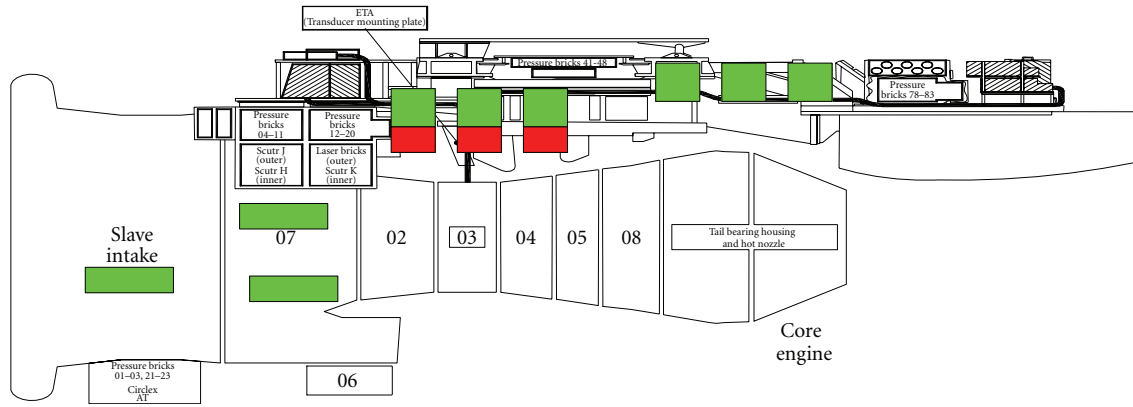 ETA
(Transducer mounting plate)
Pressure bricks 41-48
Pressure
bricks 78–83
Pressure
bricks
04–11
Pressure
bricks
12–20
Scutr J
(outer)
Scutr H
(inner)
Laser bricks
(outer)
Scutr K
(inner)
Slave
intake
07
02
03
04
05
08
Tail bearing housing
and hot nozzle
Core
engine
Pressure bricks
01–03, 21–23
Circlex
AT
06